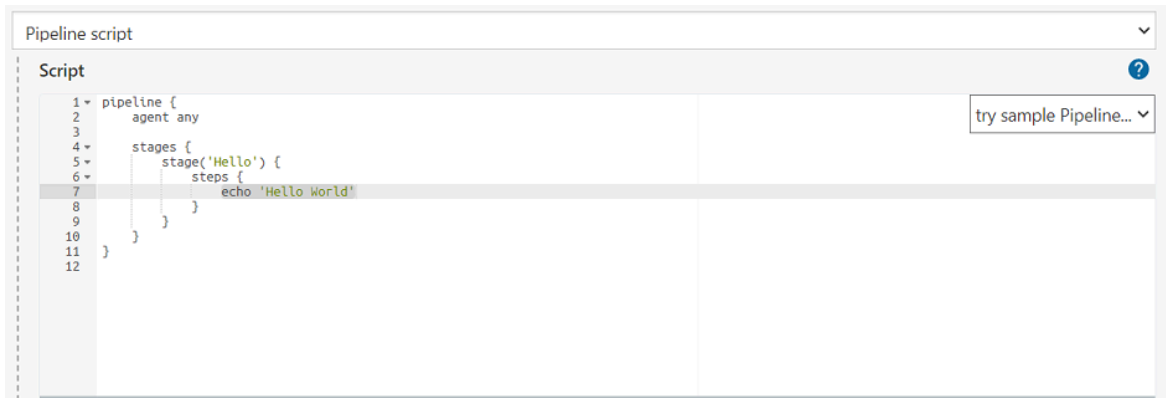 Pipeline script
Script
try sample Pipeline...
1 pipeline {
2     agent any
3
4     stages {
5         stage('Hello') {
6             steps {
7                 echo 'Hello World'
8             }
9         }
10     }
11 }
12